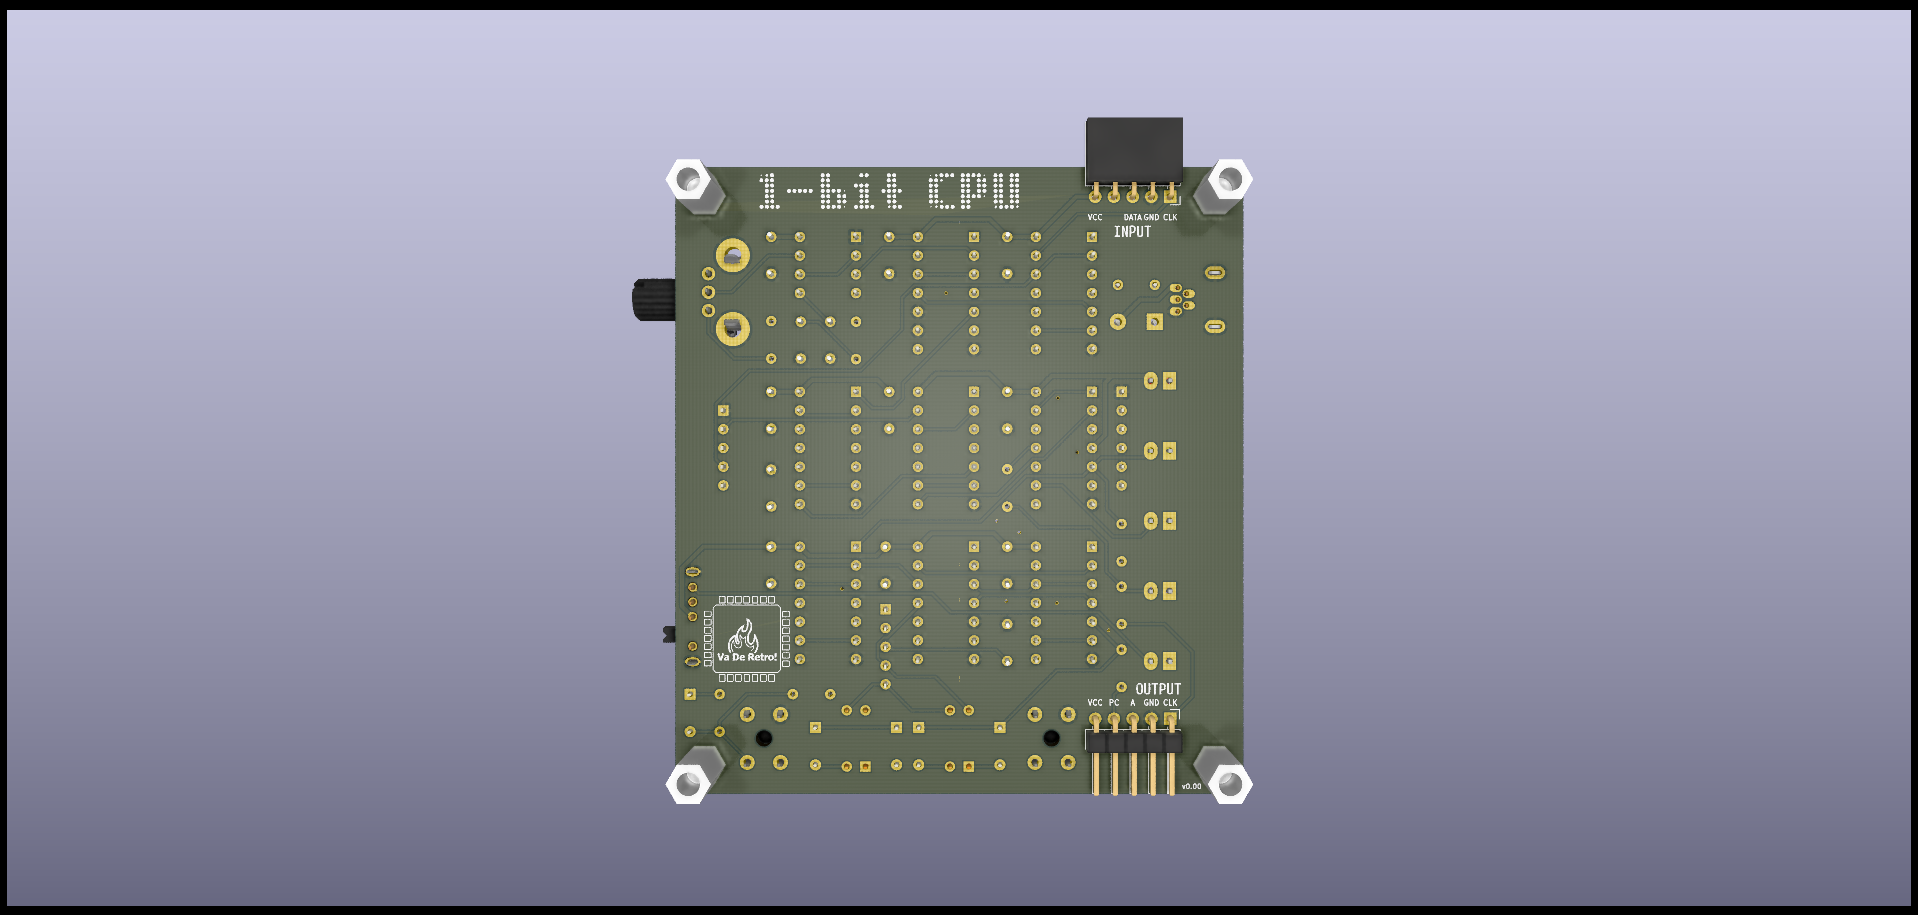 1-bit CPU
VCC DATA GND CLK
INPUT
Va De Retro!
OUTPUT
VCC PC A GND CLK
v0.00